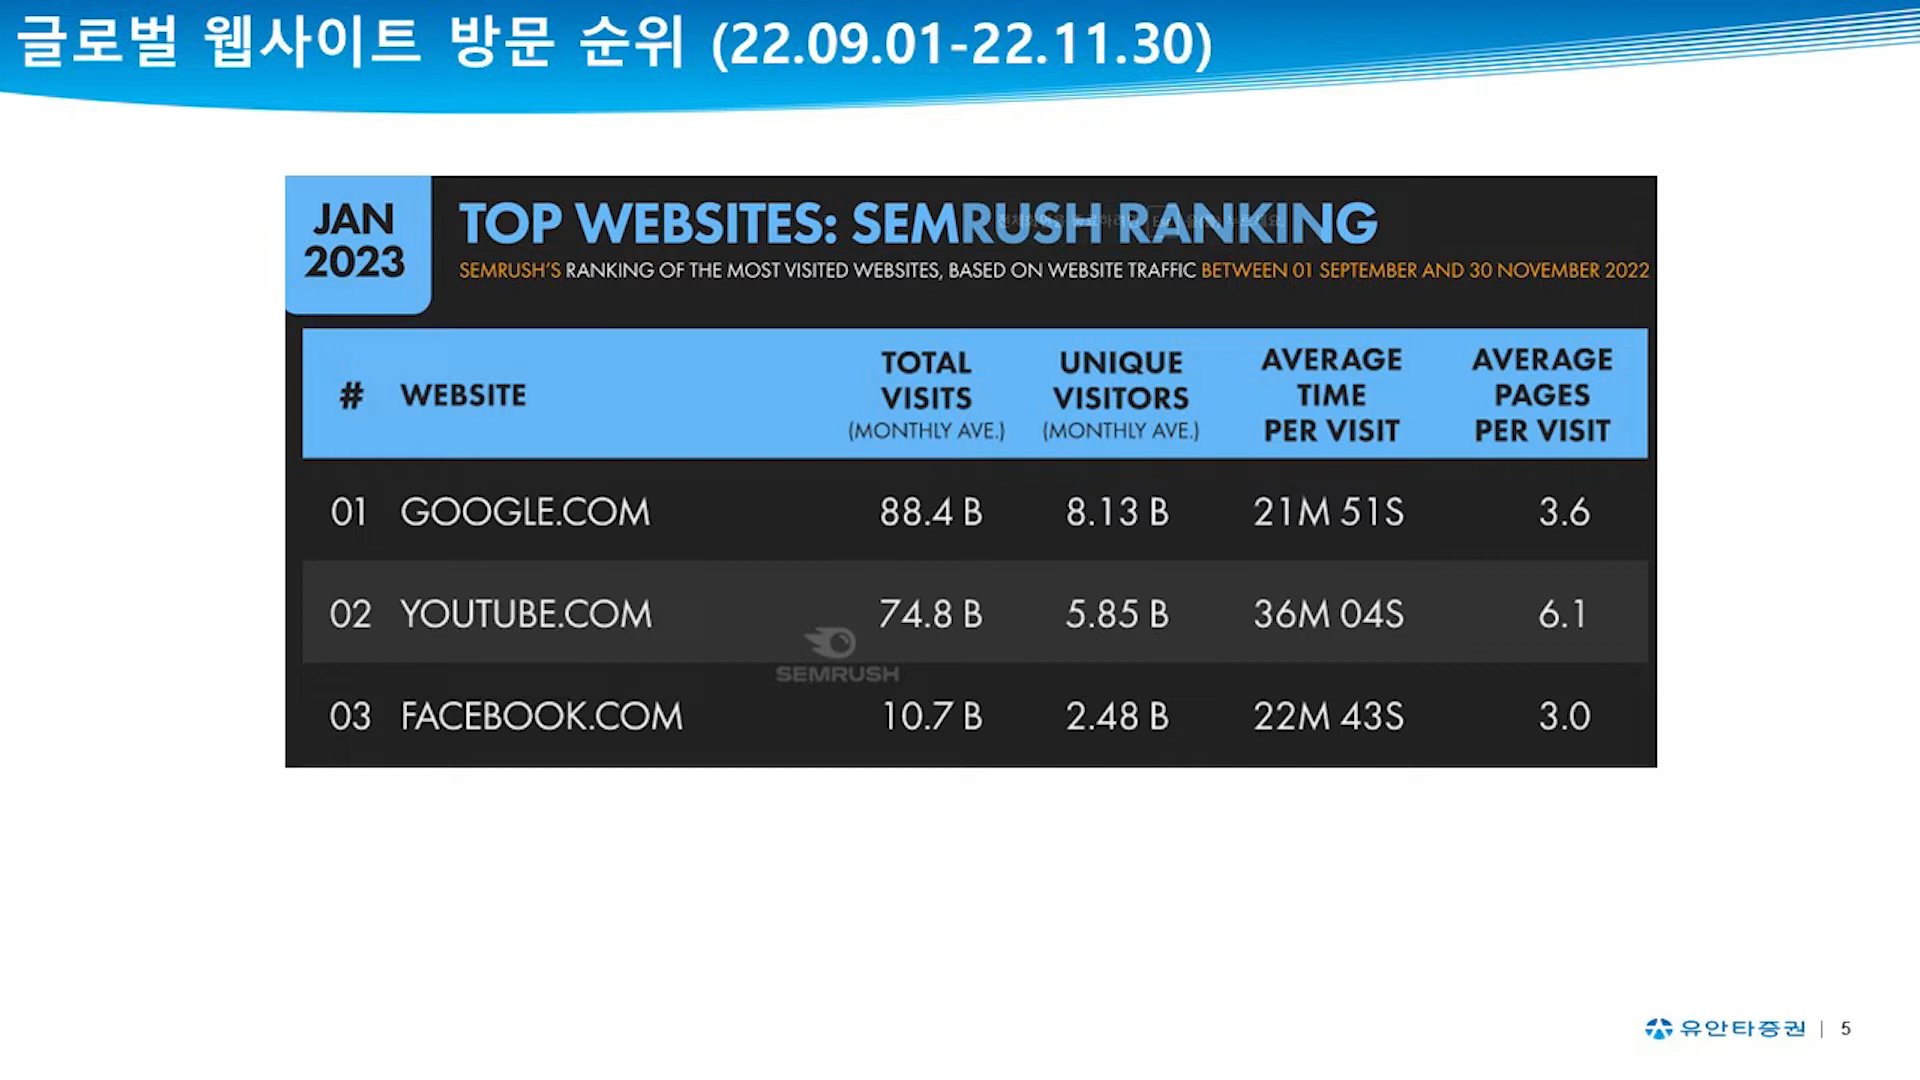 글로벌 웹사이트 방문 순위 (22.09.01-22.11.30)
JAN
2023
TOP WEBSITES: SEMRUSH RANKING
SEMRUSH'S RANKING OF THE MOST VISITED WEBSITES, BASED ON WEBSITE TRAFFIC BETWEEN 01 SEPTEMBER AND 30 NOVEMBER 2022
# WEBSITE TOTAL VISITS (MONTHLY AVE.) UNIQUE VISITORS (MONTHLY AVE.) AVERAGE TIME PER VISIT AVERAGE PAGES PER VISIT
01 GOOGLE.COM 88.4 B 8.13 B 21M 51S 3.6
02 YOUTUBE.COM 74.8 B 5.85 B 36M 04S 6.1
SEMRUSH
03 FACEBOOK.COM 10.7 B 2.48 B 22M 43S 3.0
유안타증권 | 5